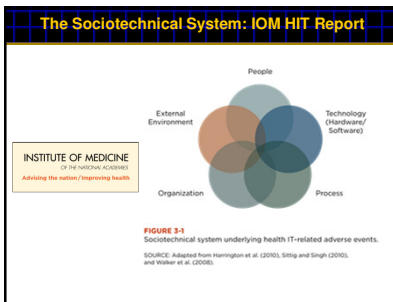 The Sociotechnical System: IOM HIT Report
People
External
Environment
Technology
(Hardware/
Software)
INSTITUTE OF MEDICINE
OF THE NATIONAL ACADEMIES
Advising the nation/Improving health
Organization
Process
FIGURE 3-1
Sociotechnical system underlying health IT-related adverse events.
SOURCE: Adapted from Harrington et al. (2010), Sittig and Singh (2010),
and Walker et al. (2008).